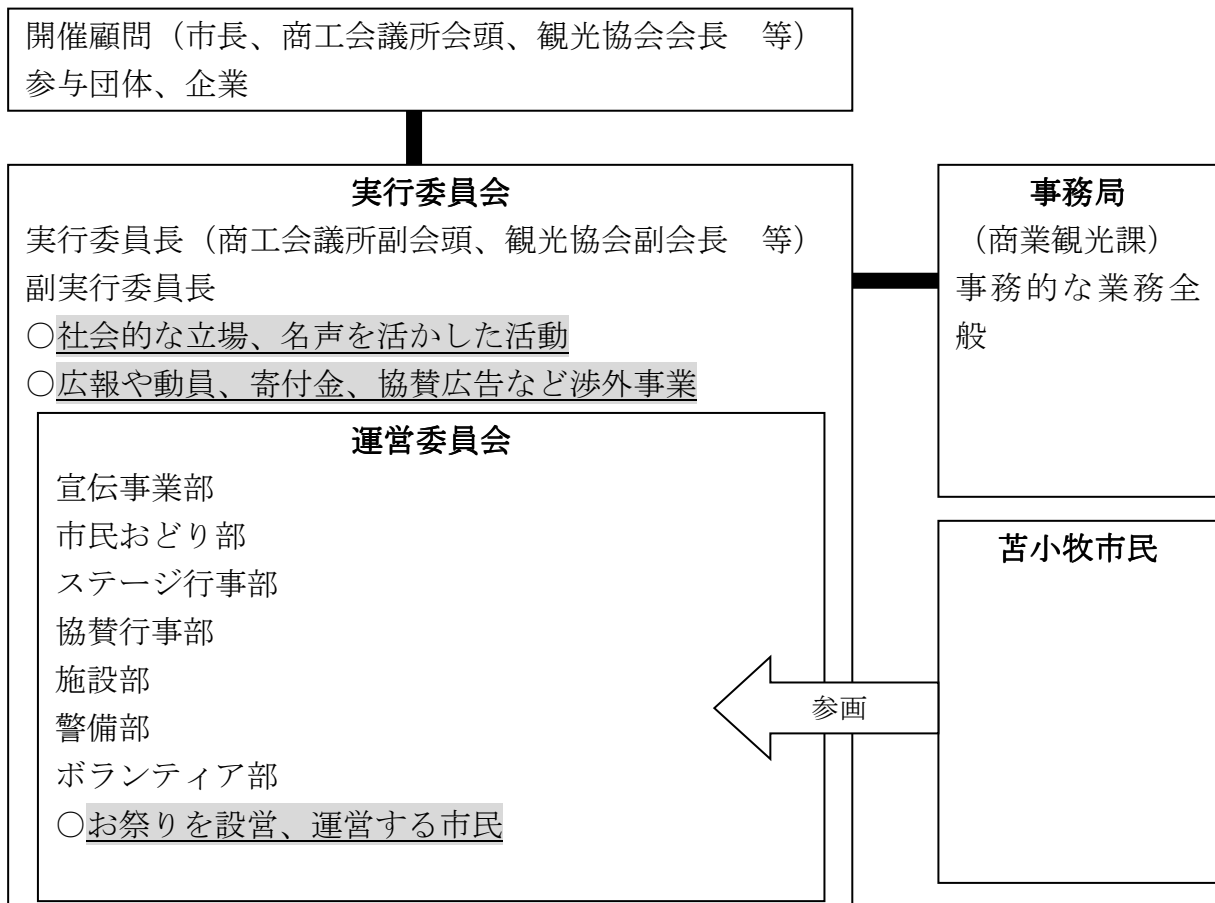 開催顧問（市長、商工会議所会頭、観光協会会長　等）
参与団体、企業
実行委員会
実行委員長（商工会議所副会頭、観光協会副会長　等）
副実行委員長
○社会的な立場、名声を活かした活動
○広報や動員、寄付金、協賛広告など渉外事業
運営委員会
宣伝事業部
市民おどり部
ステージ行事部
協賛行事部
施設部
警備部
ボランティア部
○お祭りを設営、運営する市民
事務局
（商業観光課）
事務的な業務全
般
苫小牧市民
参画